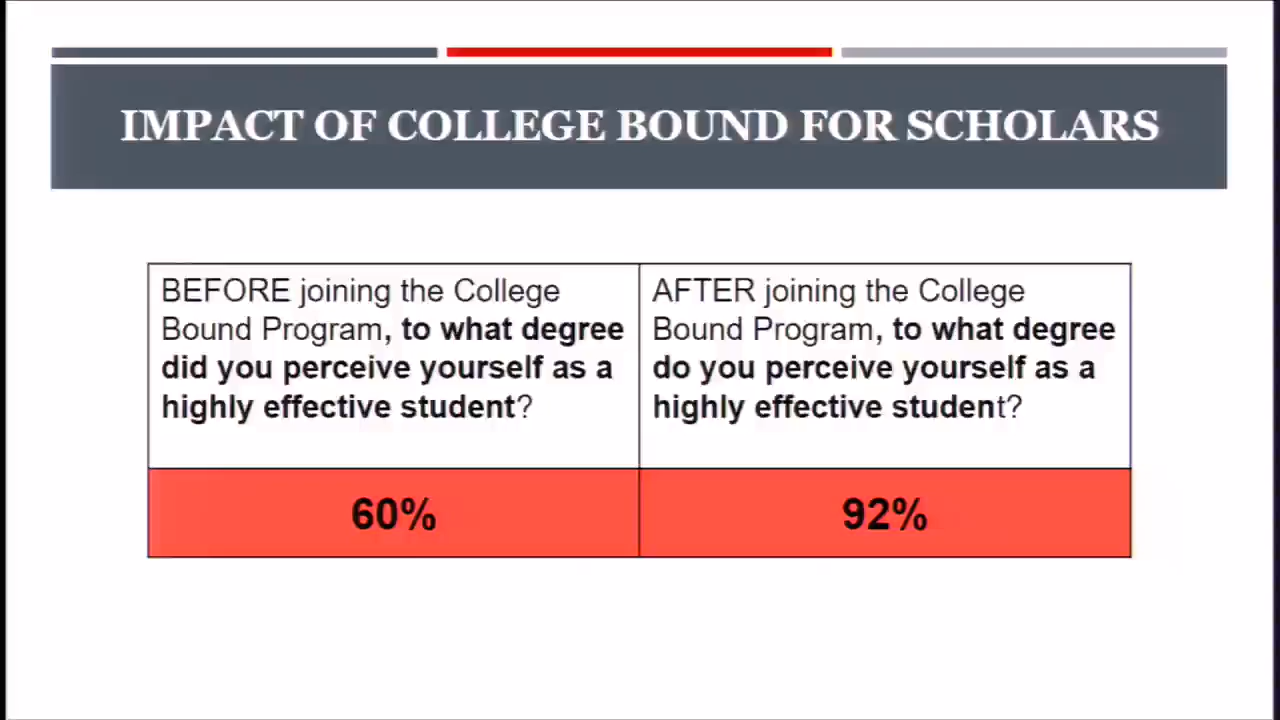 IMPACT OF COLLEGE BOUND FOR SCHOLARS
BEFORE joining the College
Bound Program, to what degree
did you perceive yourself as a
highly effective student?
AFTER joining the College
Bound Program, to what degree
do you perceive yourself as a
highly effective student?
60%
92%